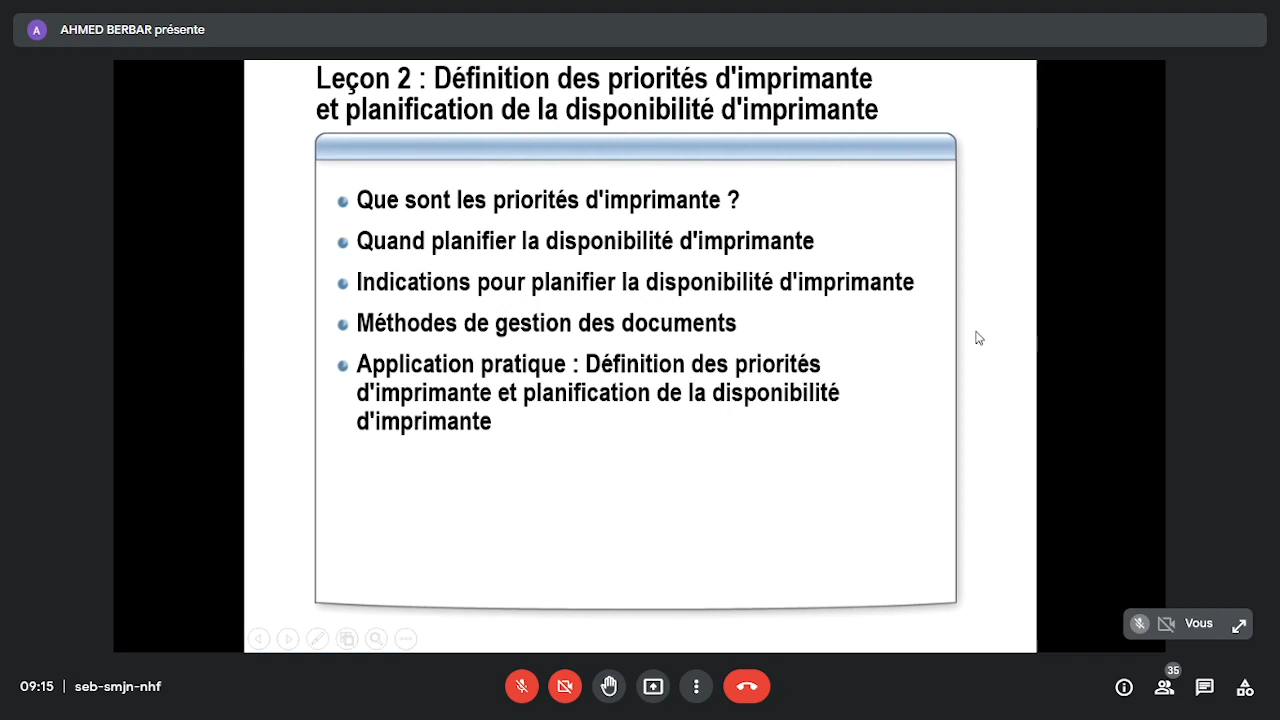 A AHMED BERBAR présente
Leçon 2 : Définition des priorités d'imprimante
et planification de la disponibilité d'imprimante
Que sont les priorités d'imprimante ?
Quand planifier la disponibilité d'imprimante
Indications pour planifier la disponibilité d'imprimante
Méthodes de gestion des documents
Application pratique : Définition des priorités
d'imprimante et planification de la disponibilité
d'imprimante
Vous
09:15 | seb-smjn-nhf
35